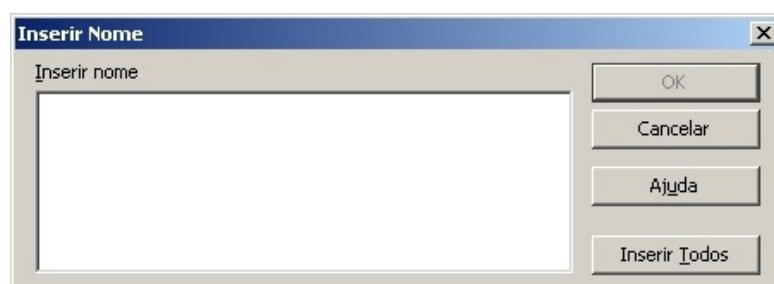 Inserir Nome
Inserir nome
OK
Cancelar
Ajuda
Inserir Todos